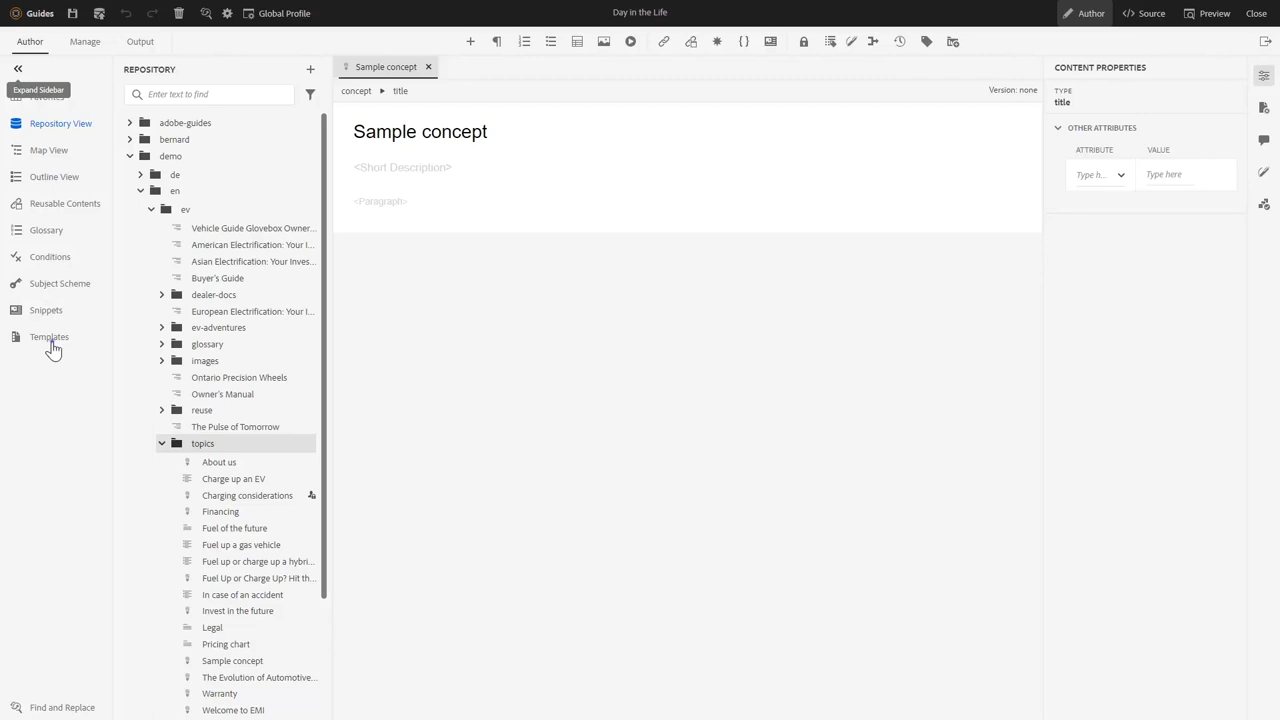 Guides
Global Profile
Day in the Life
Author
Source
Preview
Close
Author
Manage
Output
Expand Sidebar
Repository View
Map View
Outline View
Reusable Contents
Glossary
Conditions
Subject Scheme
Snippets
Templates
Find and Replace
REPOSITORY
Enter text to find
adobe-guides
bernard
demo
de
en
ev
Vehicle Guide Glovebox Owner...
American Electrification: Your I...
Asian Electrification: Your Inves...
Buyer's Guide
dealer-docs
European Electrification: Your I...
ev-adventures
glossary
images
Ontario Precision Wheels
Owner's Manual
reuse
The Pulse of Tomorrow
topics
About us
Charge up an EV
Charging considerations
Financing
Fuel of the future
Fuel up a gas vehicle
Fuel up or charge up a hybri...
Fuel Up or Charge Up? Hit th...
In case of an accident
Invest in the future
Legal
Pricing chart
Sample concept
The Evolution of Automotive...
Warranty
Welcome to EMI
Sample concept
concept title
Version: none
Sample concept
<Short Description>
<Paragraph>
CONTENT PROPERTIES
TYPE
title
OTHER ATTRIBUTES
ATTRIBUTE VALUE
Type h... Type here